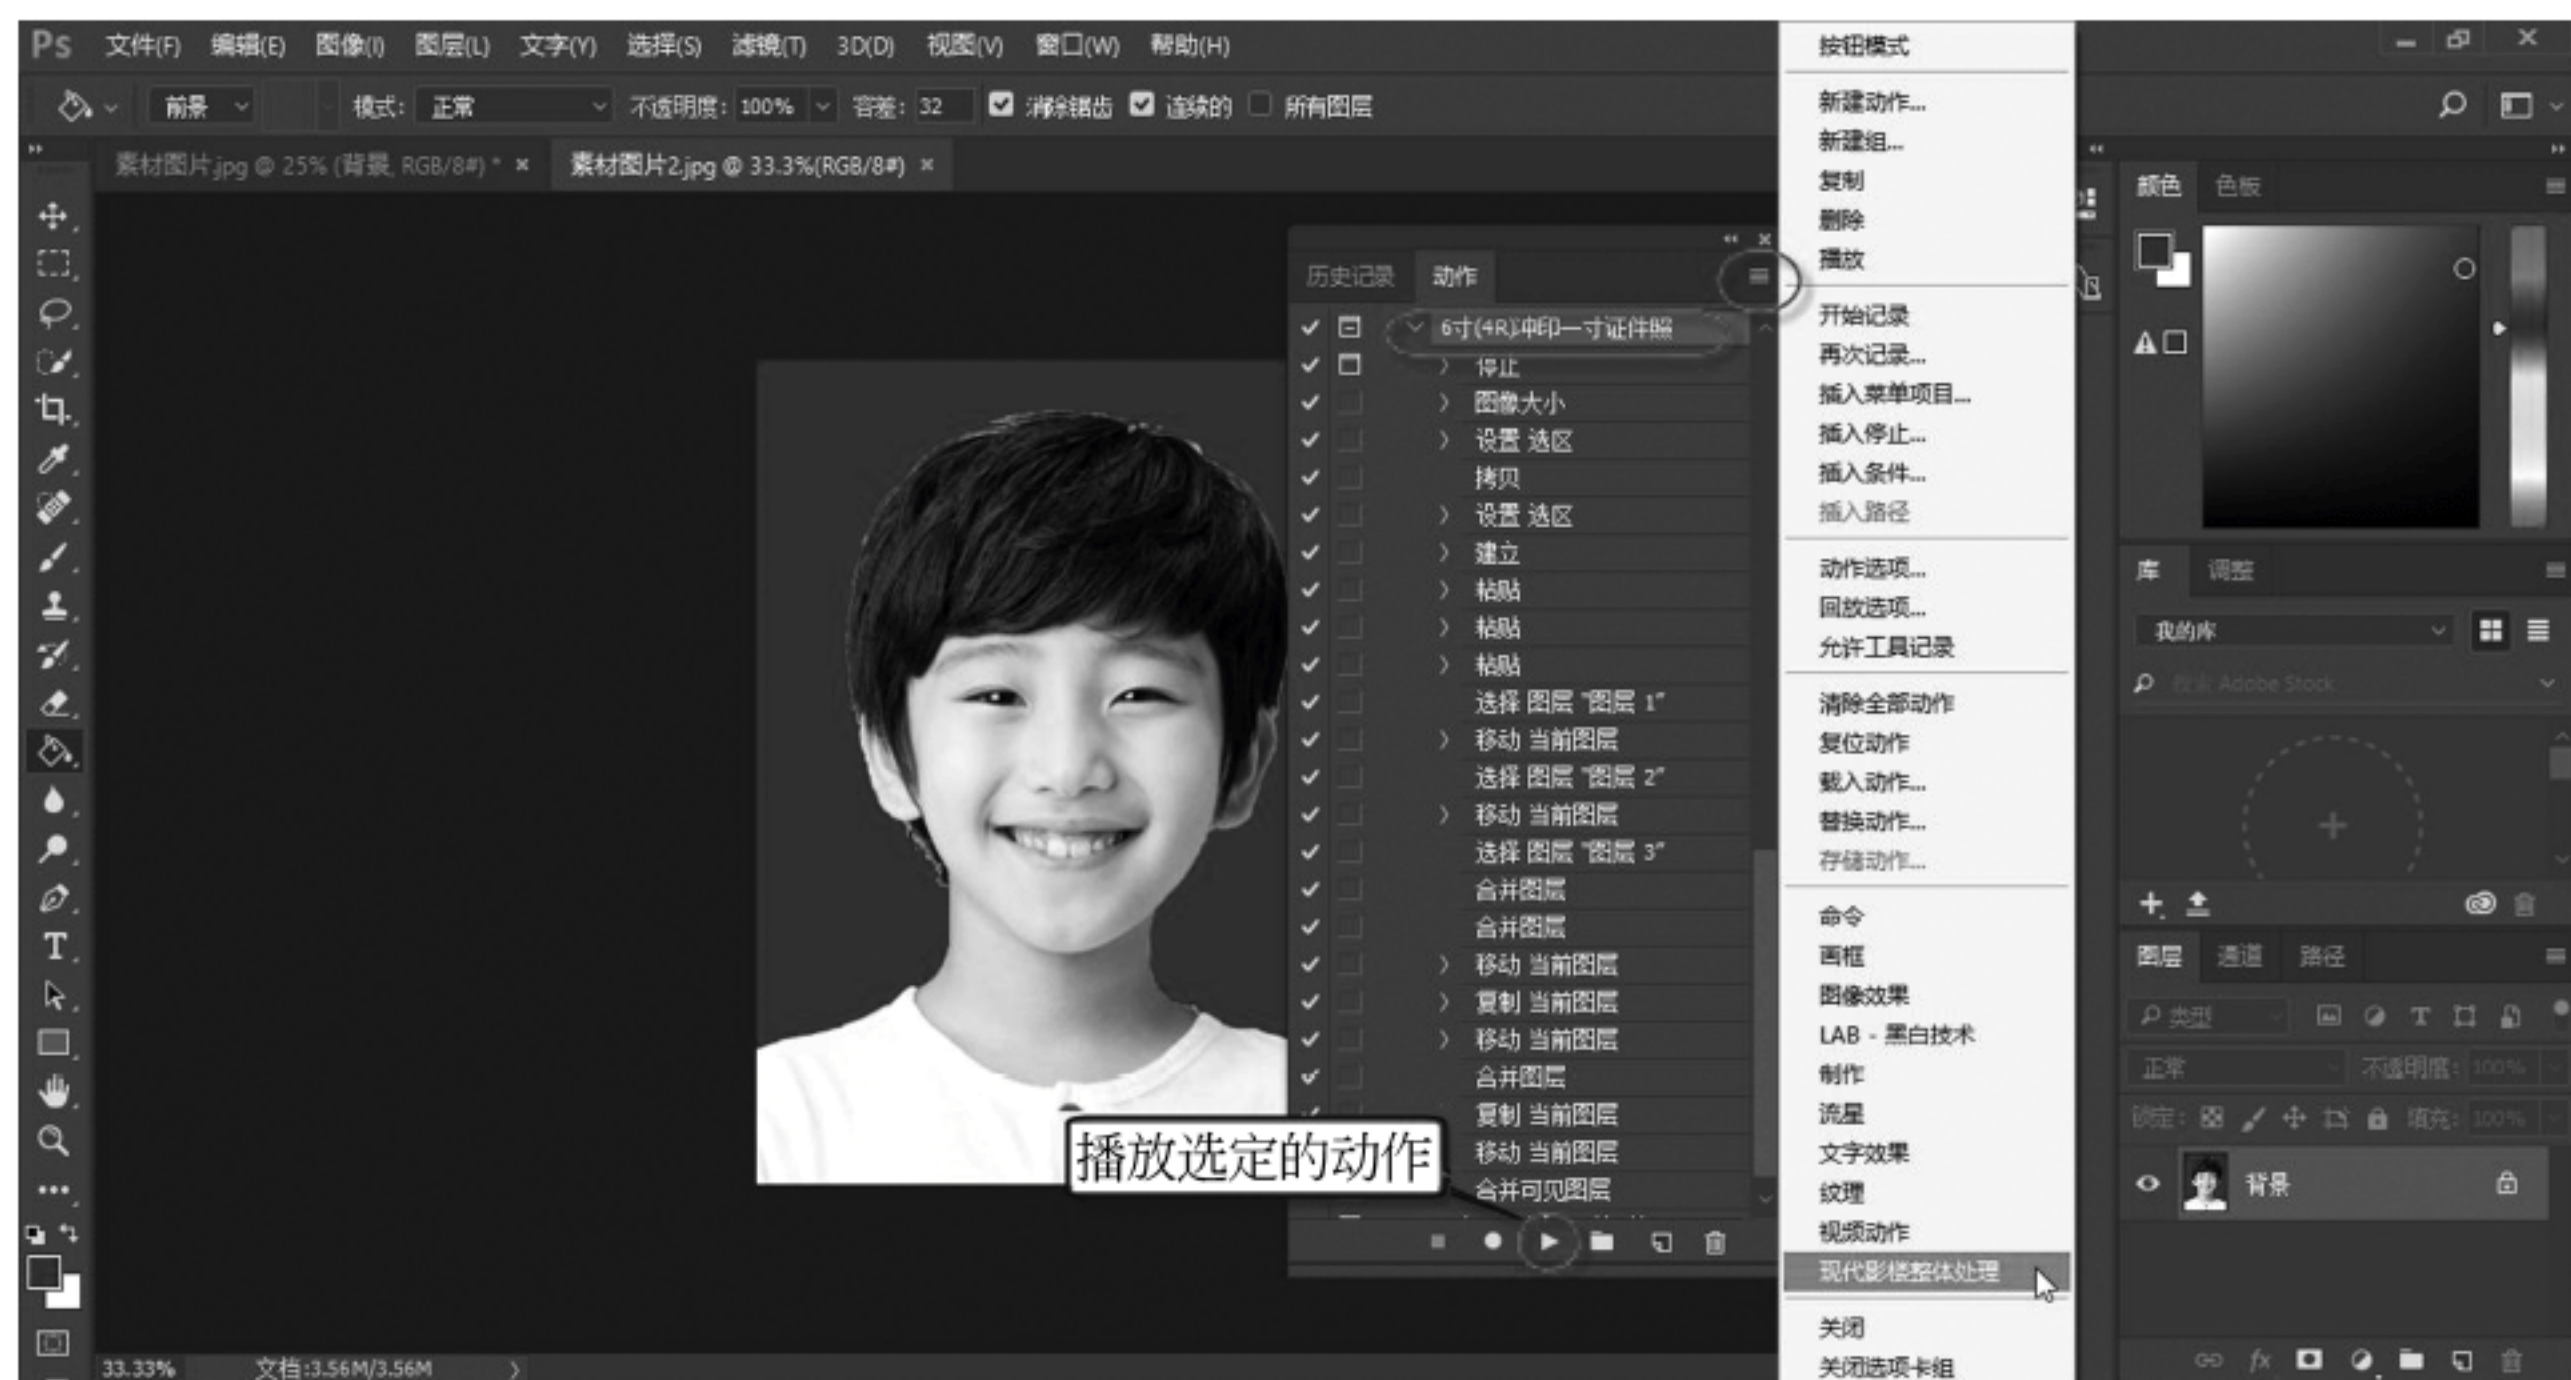 Ps 文件(F) 编辑(E) 图像(I) 图层(L) 文字(Y) 选择(S) 滤镜(T) 3D(D) 视图(V) 窗口(W) 帮助(H)
前景 模式: 正常 不透明度: 100% 容差: 32 消除锯齿 连续的 所有图层
素材图片.jpg @ 25% (背景, RGB/8#) * × 素材图片2.jpg @ 33.3%(RGB/8#) ×
历史记录 动作
6寸(4R)冲印一寸证件照
停止
图像大小
设置 选区
拷贝
设置 选区
建立
粘贴
粘贴
粘贴
选择 图层 "图层 1"
移动 当前图层
选择 图层 "图层 2"
移动 当前图层
选择 图层 "图层 3"
合并图层
合并图层
移动 当前图层
复制 当前图层
移动 当前图层
合并图层
复制 当前图层
移动 当前图层
合并可见图层
播放选定的动作
按钮模式
新建动作...
新建组...
复制
删除
播放
开始记录
再次记录...
插入菜单项目...
插入停止...
插入条件...
插入路径
动作选项...
回放选项...
允许工具记录
清除全部动作
复位动作
载入动作...
替换动作...
存储动作...
命令
画框
图像效果
LAB - 黑白技术
制作
流星
文字效果
纹理
视频动作
现代影楼整体处理
关闭
关闭选项卡组
颜色 色板
库 调整
我的库
搜索 Adobe Stock
图层 通道 路径
类型
正常 不透明度: 100%
锁定: 填充: 100%
背景
33.33% 文档:3.56M/3.56M